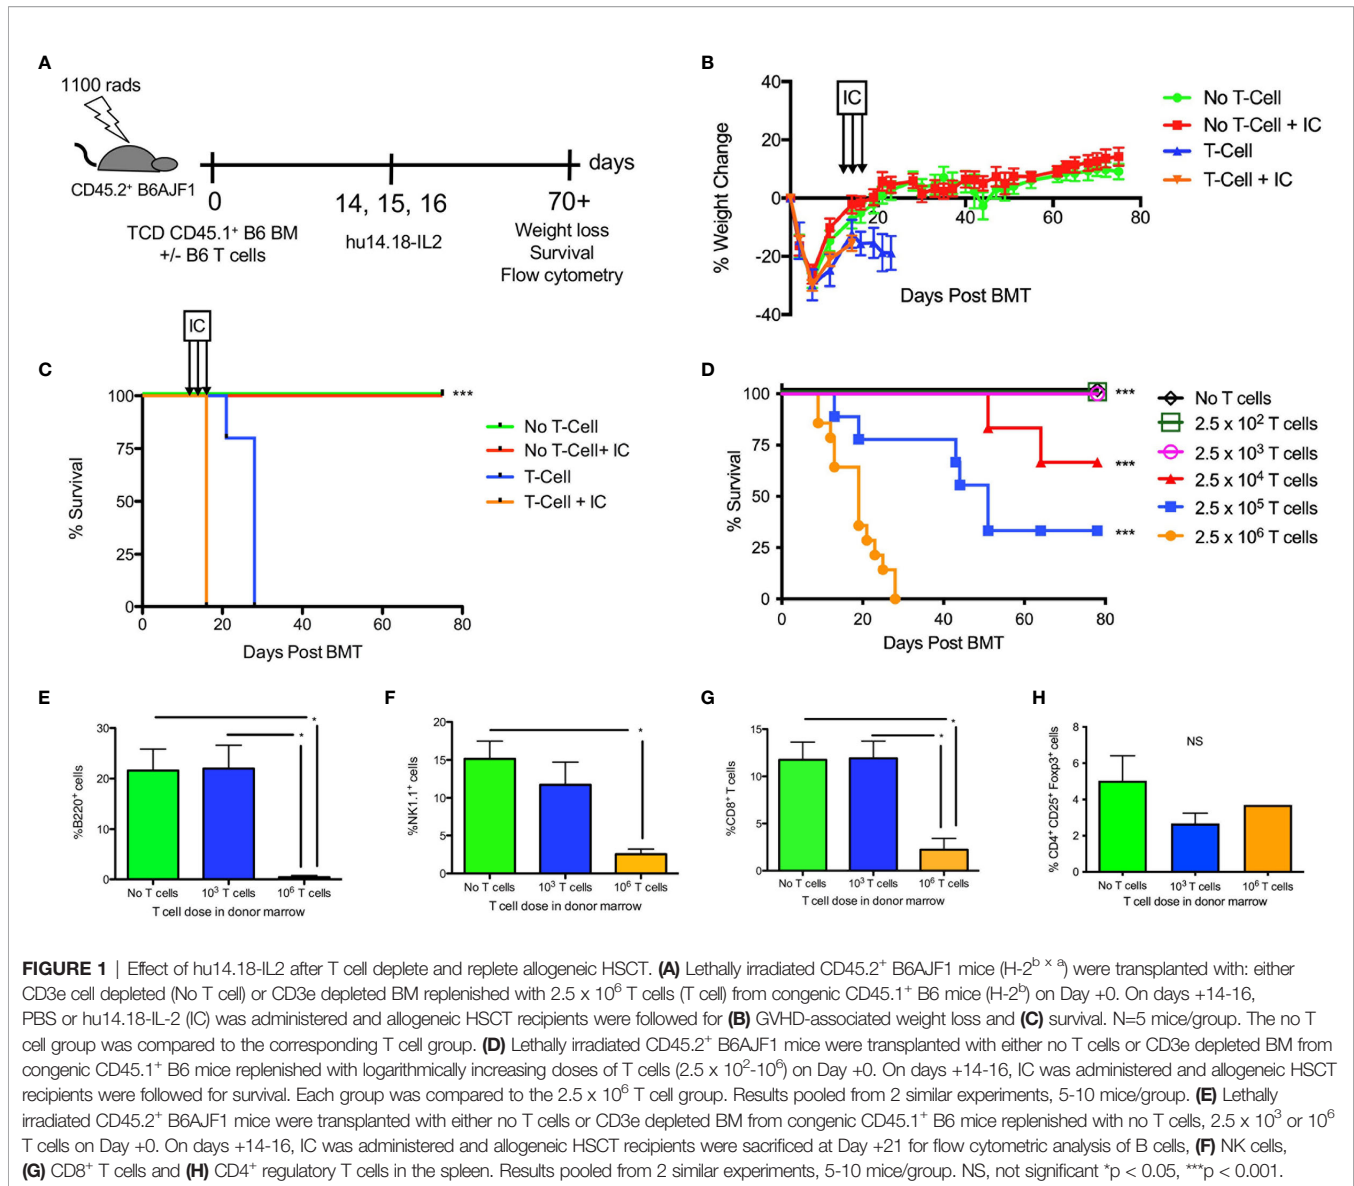 A
1100 rads
CD45.2⁺ B6AJF1
days
0
14, 15, 16
70+
TCD CD45.1⁺ B6 BM
+/- B6 T cells
hu14.18-IL2
Weight loss
Survival
Flow cytometry
B
IC
% Weight Change
40
20
0
-20
-40
20
40
60
80
Days Post BMT
No T-Cell
No T-Cell + IC
T-Cell
T-Cell + IC
C
IC
% Survival
100
75
50
25
0
0
20
40
60
80
Days Post BMT
***
No T-Cell
No T-Cell+ IC
T-Cell
T-Cell + IC
D
% Survival
100
75
50
25
0
0
20
40
60
80
Days Post BMT
***
***
***
No T cells
2.5 x 10² T cells
2.5 x 10³ T cells
2.5 x 10⁴ T cells
2.5 x 10⁵ T cells
2.5 x 10⁶ T cells
E
%B220⁺ cells
30
20
10
0
*
*
No T cells
10³ T cells
10⁶ T cells
T cell dose in donor marrow
F
%NK1.1⁺ cells
20
15
10
5
0
*
No T cells
10³ T cells
10⁶ T cells
T cell dose in donor marrow
G
%CD8⁺ T cells
15
10
5
0
*
*
No T cells
10³ T cells
10⁶ T cells
T cell dose in donor marrow
H
% CD4⁺ CD25⁺ Foxp3⁺ cells
8
6
4
2
0
NS
No T cells
10³ T cells
10⁶ T cells
T cell dose in donor marrow
FIGURE 1 | Effect of hu14.18-IL2 after T cell deplete and replete allogeneic HSCT. (A) Lethally irradiated CD45.2⁺ B6AJF1 mice (H-2ᵇ ˣ ᵃ) were transplanted with: either
CD3e cell depleted (No T cell) or CD3e depleted BM replenished with 2.5 x 10⁶ T cells (T cell) from congenic CD45.1⁺ B6 mice (H-2ᵇ) on Day +0. On days +14-16,
PBS or hu14.18-IL-2 (IC) was administered and allogeneic HSCT recipients were followed for (B) GVHD-associated weight loss and (C) survival. N=5 mice/group. The no T
cell group was compared to the corresponding T cell group. (D) Lethally irradiated CD45.2⁺ B6AJF1 mice were transplanted with either no T cells or CD3e depleted BM from
congenic CD45.1⁺ B6 mice replenished with logarithmically increasing doses of T cells (2.5 x 10²-10⁶) on Day +0. On days +14-16, IC was administered and allogeneic HSCT
recipients were followed for survival. Each group was compared to the 2.5 x 10⁶ T cell group. Results pooled from 2 similar experiments, 5-10 mice/group. (E) Lethally
irradiated CD45.2⁺ B6AJF1 mice were transplanted with either no T cells or CD3e depleted BM from congenic CD45.1⁺ B6 mice replenished with no T cells, 2.5 x 10³ or 10⁶
T cells on Day +0. On days +14-16, IC was administered and allogeneic HSCT recipients were sacrificed at Day +21 for flow cytometric analysis of B cells, (F) NK cells,
(G) CD8⁺ T cells and (H) CD4⁺ regulatory T cells in the spleen. Results pooled from 2 similar experiments, 5-10 mice/group. NS, not significant *p < 0.05, ***p < 0.001.